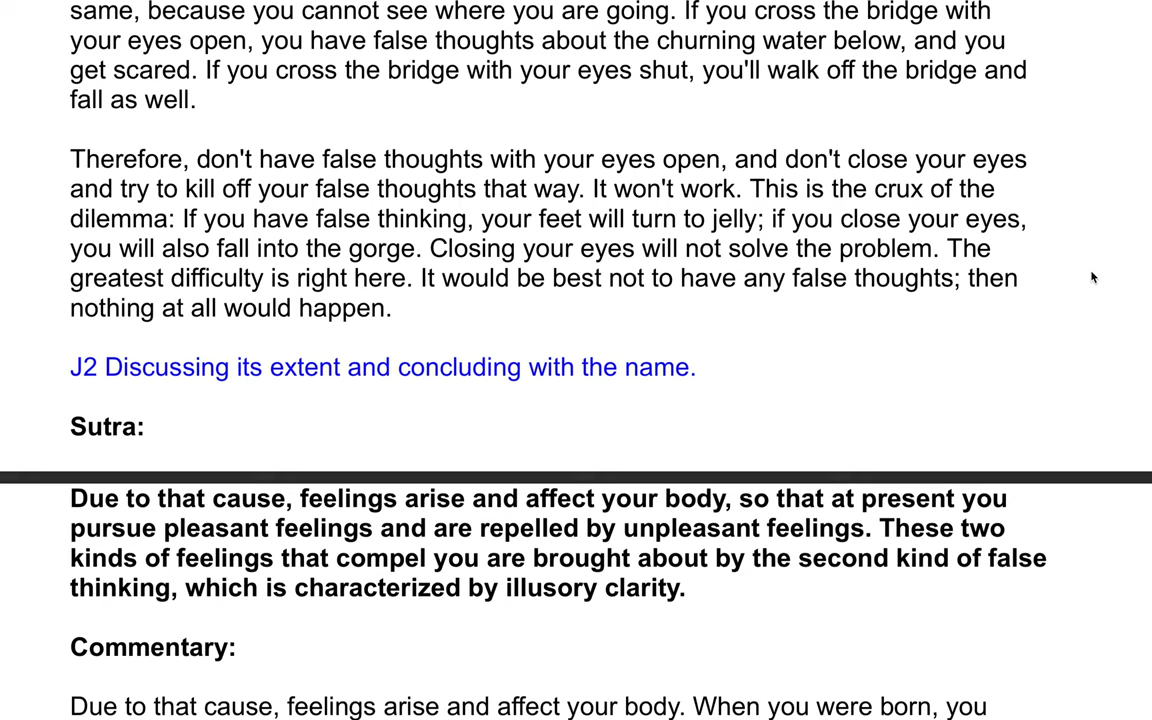 same, because you cannot see where you are going. If you cross the bridge with
your eyes open, you have false thoughts about the churning water below, and you
get scared. If you cross the bridge with your eyes shut, you'll walk off the bridge and
fall as well.
Therefore, don't have false thoughts with your eyes open, and don't close your eyes
and try to kill off your false thoughts that way. It won't work. This is the crux of the
dilemma: If you have false thinking, your feet will turn to jelly; if you close your eyes,
you will also fall into the gorge. Closing your eyes will not solve the problem. The
greatest difficulty is right here. It would be best not to have any false thoughts; then
nothing at all would happen.
J2 Discussing its extent and concluding with the name.
Sutra:
Due to that cause, feelings arise and affect your body, so that at present you
pursue pleasant feelings and are repelled by unpleasant feelings. These two
kinds of feelings that compel you are brought about by the second kind of false
thinking, which is characterized by illusory clarity.
Commentary:
Due to that cause, feelings arise and affect your body. When you were born, you